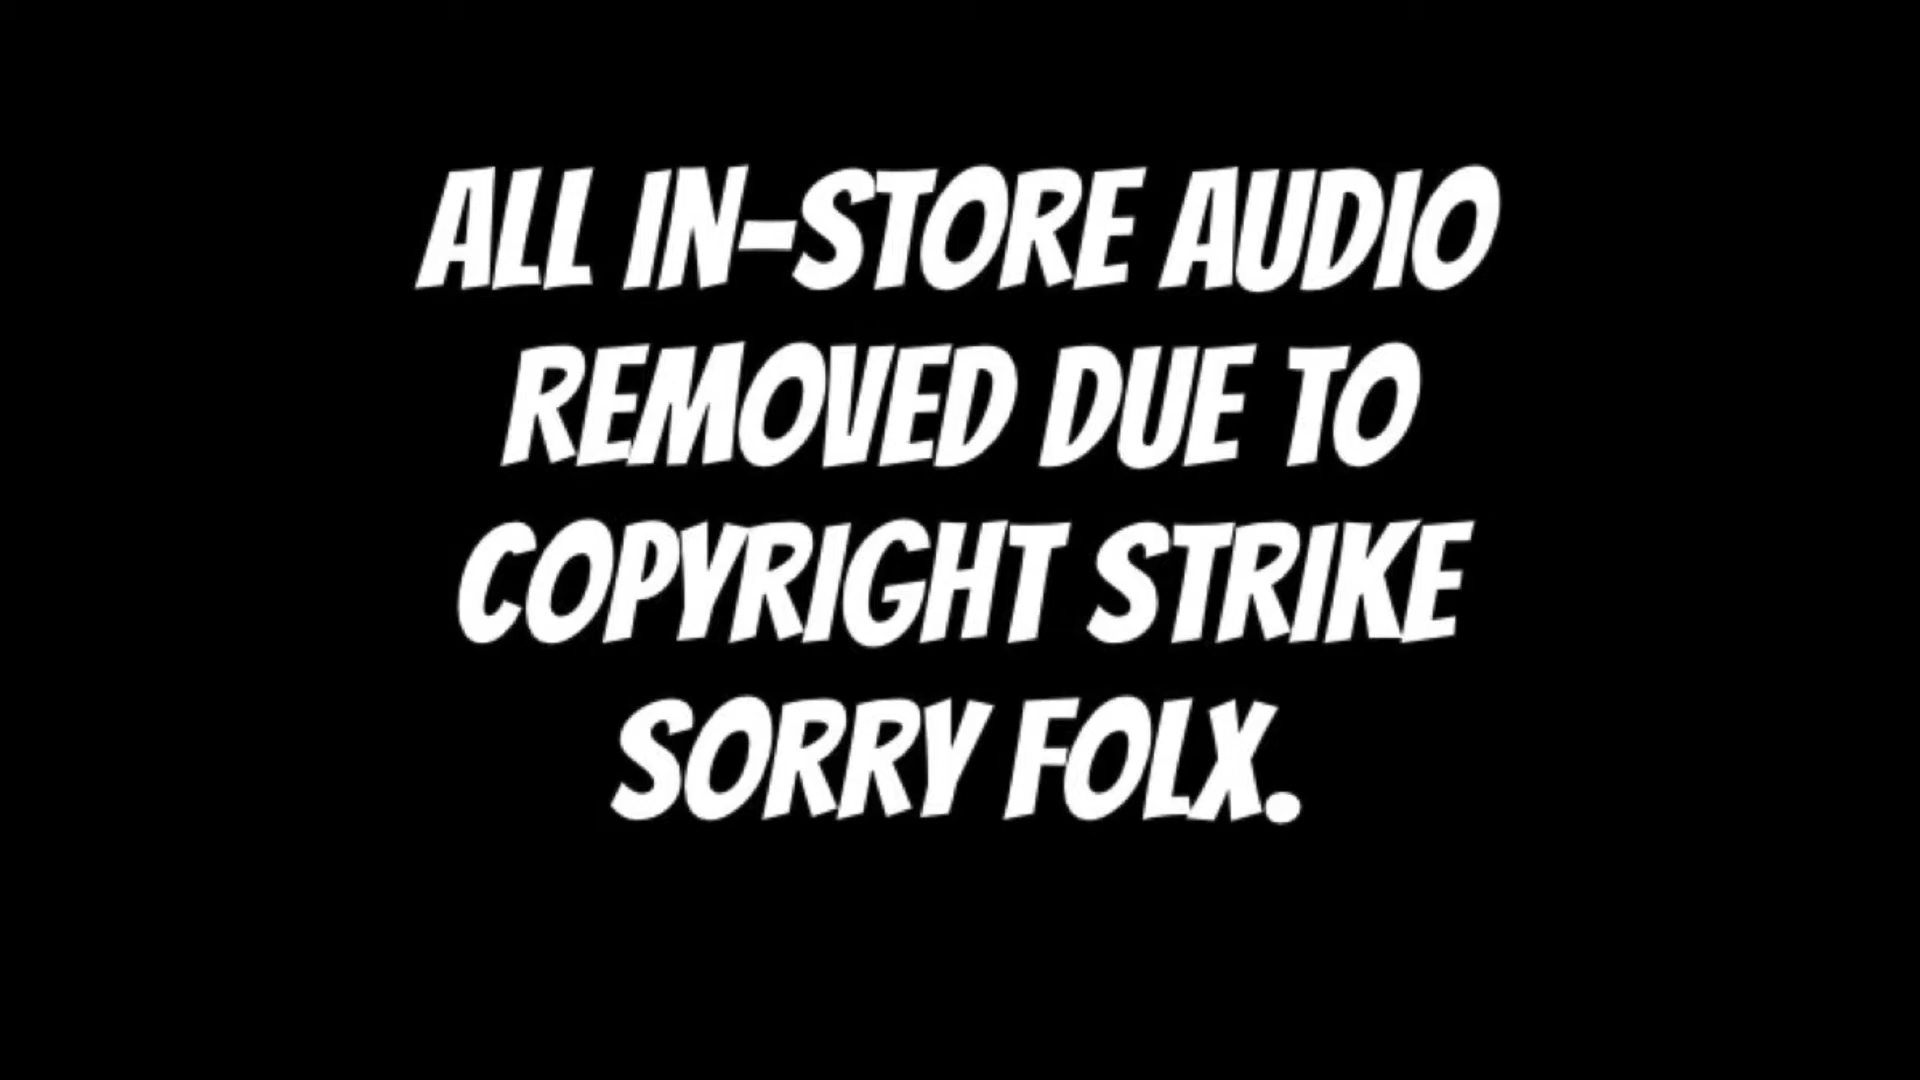 ALL IN-STORE AUDIO
REMOVED DUE TO
COPYRIGHT STRIKE
SORRY FOLX.